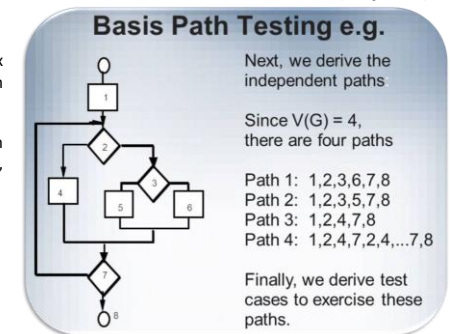 Basis Path Testing e.g.
x
n
n
,
1
2
3
4
5
6
7
8
Next, we derive the
independent paths:
Since V(G) = 4,
there are four paths
Path 1: 1,2,3,6,7,8
Path 2: 1,2,3,5,7,8
Path 3: 1,2,4,7,8
Path 4: 1,2,4,7,2,4,...7,8
Finally, we derive test
cases to exercise these
paths.